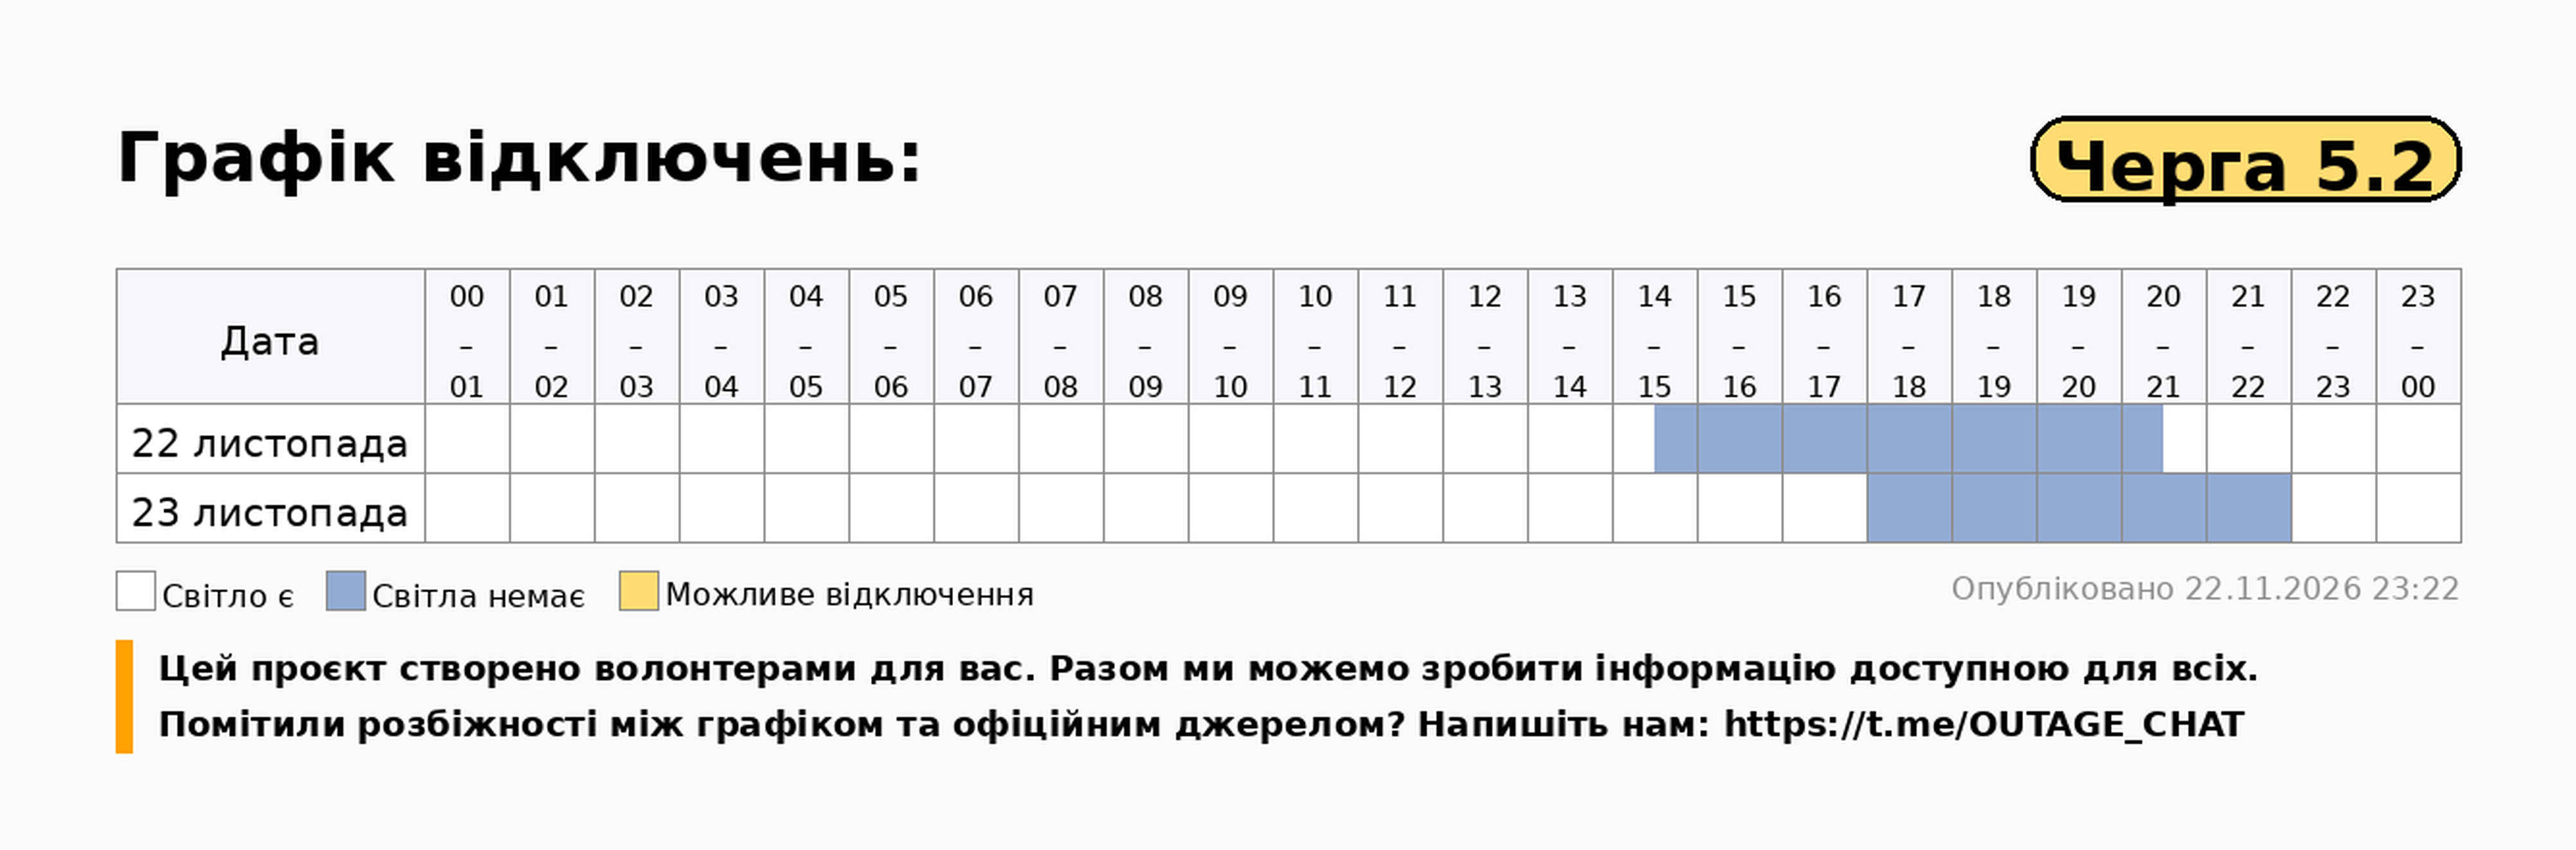 Графік відключень:
Черга 5.2
Дата
00 – 01
01 – 02
02 – 03
03 – 04
04 – 05
05 – 06
06 – 07
07 – 08
08 – 09
09 – 10
10 – 11
11 – 12
12 – 13
13 – 14
14 – 15
15 – 16
16 – 17
17 – 18
18 – 19
19 – 20
20 – 21
21 – 22
22 – 23
23 – 00
22 листопада
23 листопада
Світло є
Світла немає
Можливе відключення
Опубліковано 22.11.2026 23:22
Цей проєкт створено волонтерами для вас. Разом ми можемо зробити інформацію доступною для всіх.
Помітили розбіжності між графіком та офіційним джерелом? Напишіть нам: https://t.me/OUTAGE_CHAT